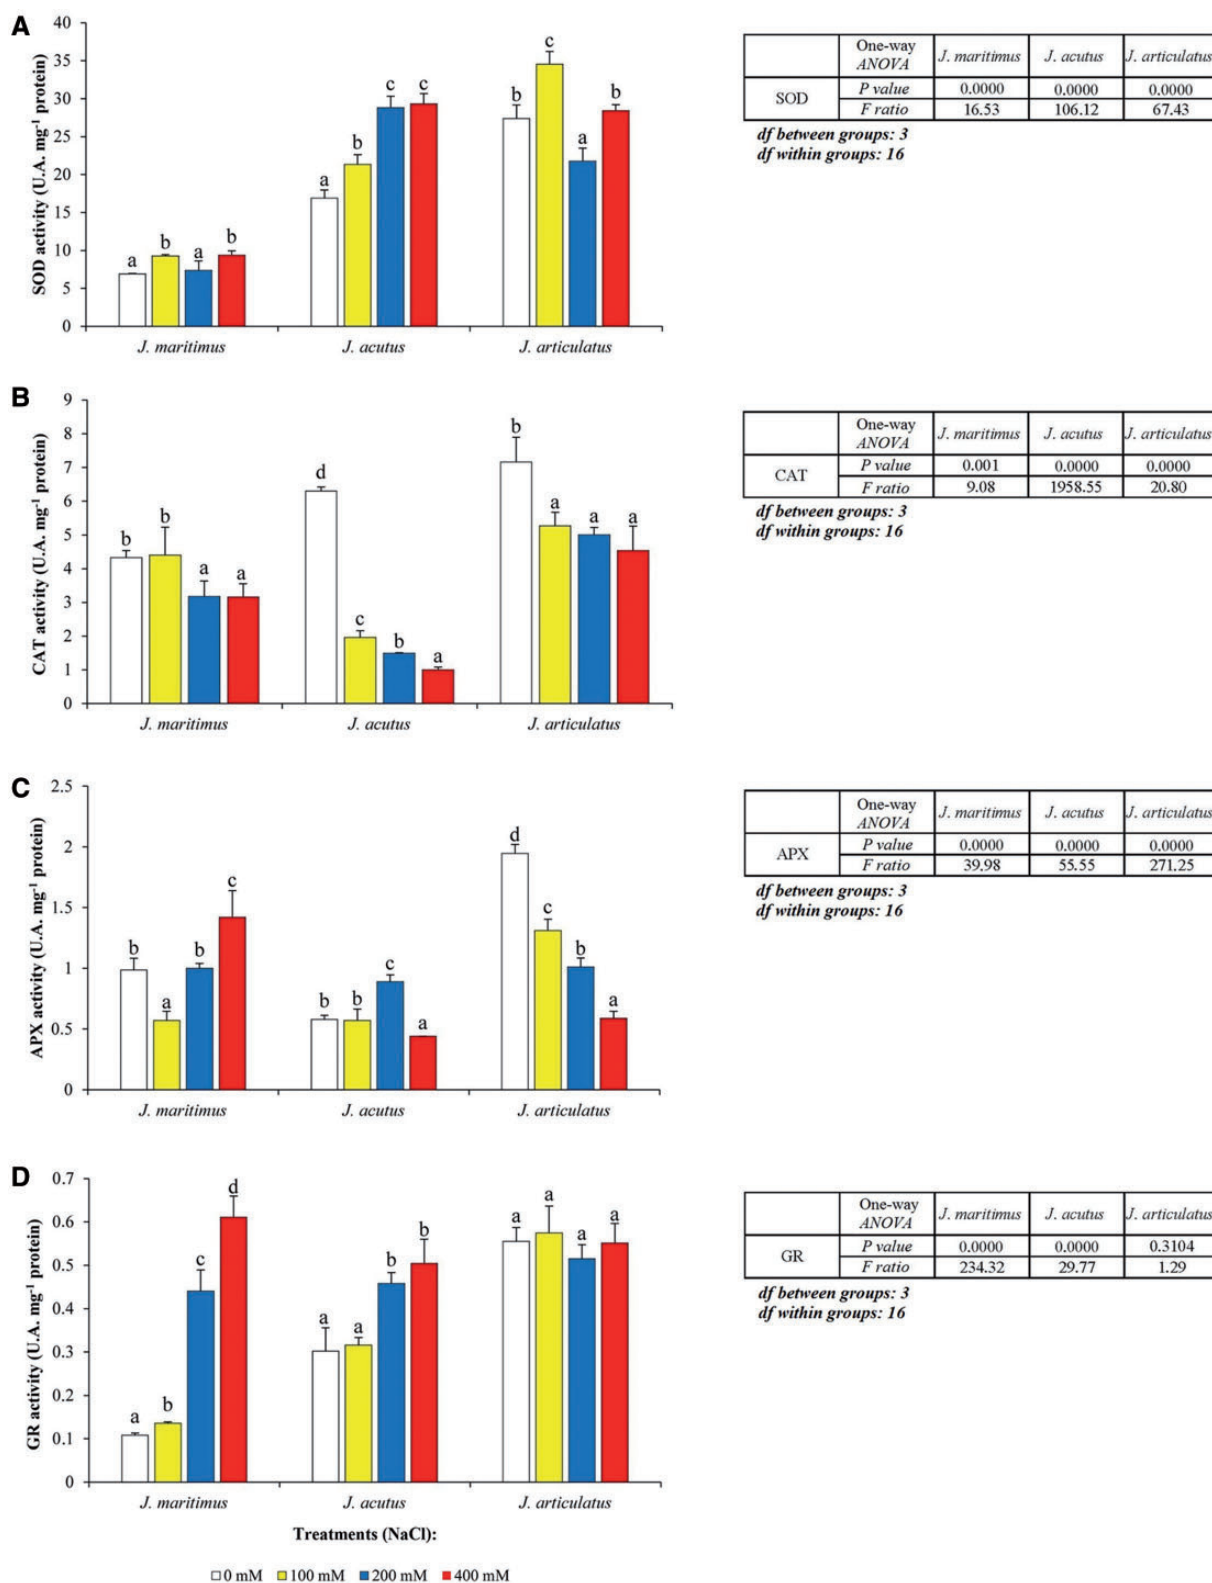 A
SOD activity (U.A. mg-1 protein)
40
35
30
25
20
15
10
5
0
a b a b
a b c c
b c a b
J. maritimus J. acutus J. articulatus
One-way ANOVA J. maritimus J. acutus J. articulatus
SOD
P value 0.0000 0.0000 0.0000
F ratio 16.53 106.12 67.43
df between groups: 3
df within groups: 16
B
CAT activity (U.A. mg-1 protein)
9
8
7
6
5
4
3
2
1
0
b b a a
d c b a
b a a a
J. maritimus J. acutus J. articulatus
One-way ANOVA J. maritimus J. acutus J. articulatus
CAT
P value 0.001 0.0000 0.0000
F ratio 9.08 1958.55 20.80
df between groups: 3
df within groups: 16
C
APX activity (U.A. mg-1 protein)
2.5
2
1.5
1
0.5
0
b a b c
b b c a
d c b a
J. maritimus J. acutus J. articulatus
One-way ANOVA J. maritimus J. acutus J. articulatus
APX
P value 0.0000 0.0000 0.0000
F ratio 39.98 55.55 271.25
df between groups: 3
df within groups: 16
D
GR activity (U.A. mg-1 protein)
0.7
0.6
0.5
0.4
0.3
0.2
0.1
0
a b c d
a a b b
a a a a
J. maritimus J. acutus J. articulatus
One-way ANOVA J. maritimus J. acutus J. articulatus
GR
P value 0.0000 0.0000 0.3104
F ratio 234.32 29.77 1.29
df between groups: 3
df within groups: 16
Treatments (NaCl):
0 mM 100 mM 200 mM 400 mM